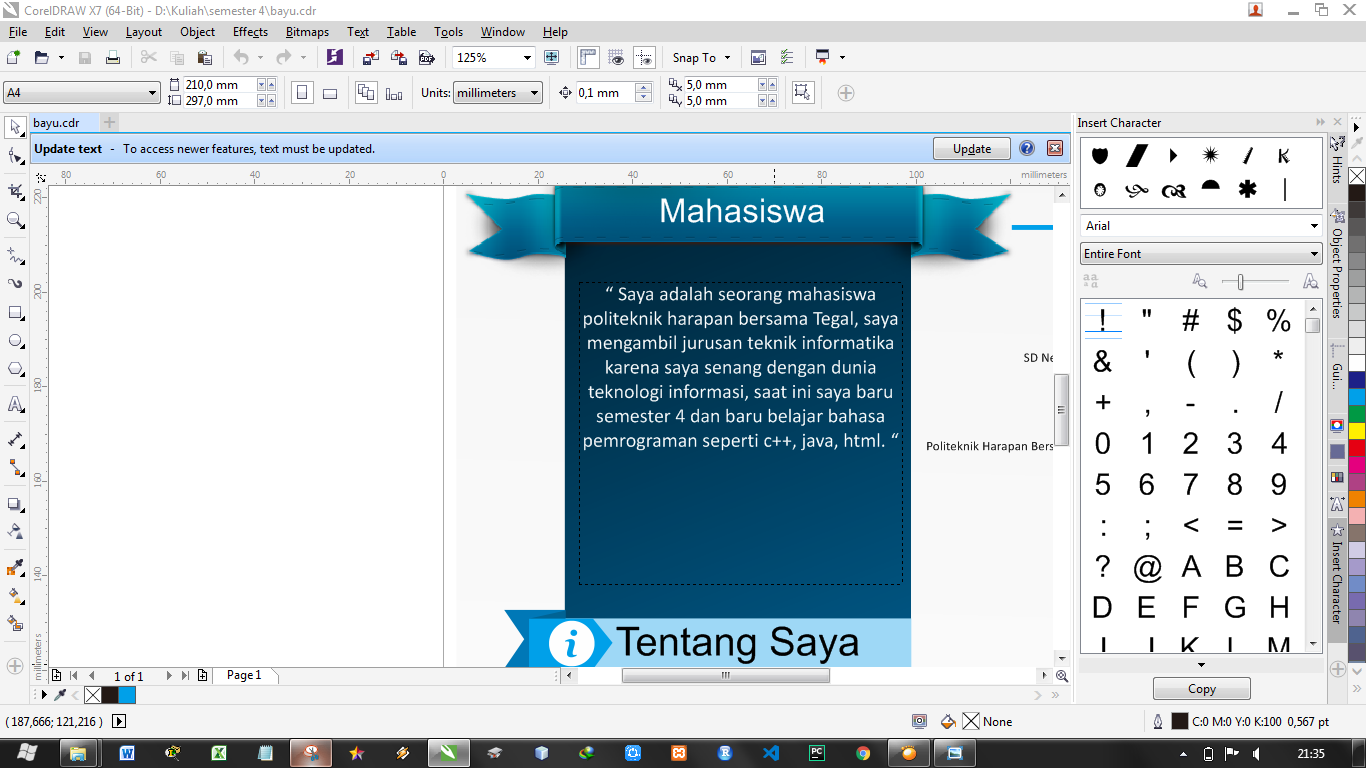 CorelDRAW X7 (64-Bit) - D:\Kuliah\semester 4\bayu.cdr
File Edit View Layout Object Effects Bitmaps Text Table Tools Window Help
125% Snap To
A4 210,0 mm 297,0 mm Units: millimeters 0,1 mm 5,0 mm 5,0 mm
bayu.cdr
Insert Character
Update text - To access newer features, text must be updated. Update
80 60 40 20 0 20 40 60 80 100 millimeters
220
200
180
160
140
millimeters
Mahasiswa
“ Saya adalah seorang mahasiswa
politeknik harapan bersama Tegal, saya
mengambil jurusan teknik informatika
karena saya senang dengan dunia
teknologi informasi, saat ini saya baru
semester 4 dan baru belajar bahasa
pemrograman seperti c++, java, html. “
SD Ne
Politeknik Harapan Bers
Tentang Saya
Arial
Entire Font
! " # $ %
& ' ( ) *
+ , - . /
0 1 2 3 4
5 6 7 8 9
: ; < = >
? @ A B C
D E F G H
I J K L M
Copy
Hints
Object Properties
Gui...
Insert Character
1 of 1 Page 1
( 187,666; 121,216 ) None C:0 M:0 Y:0 K:100 0,567 pt
21:35